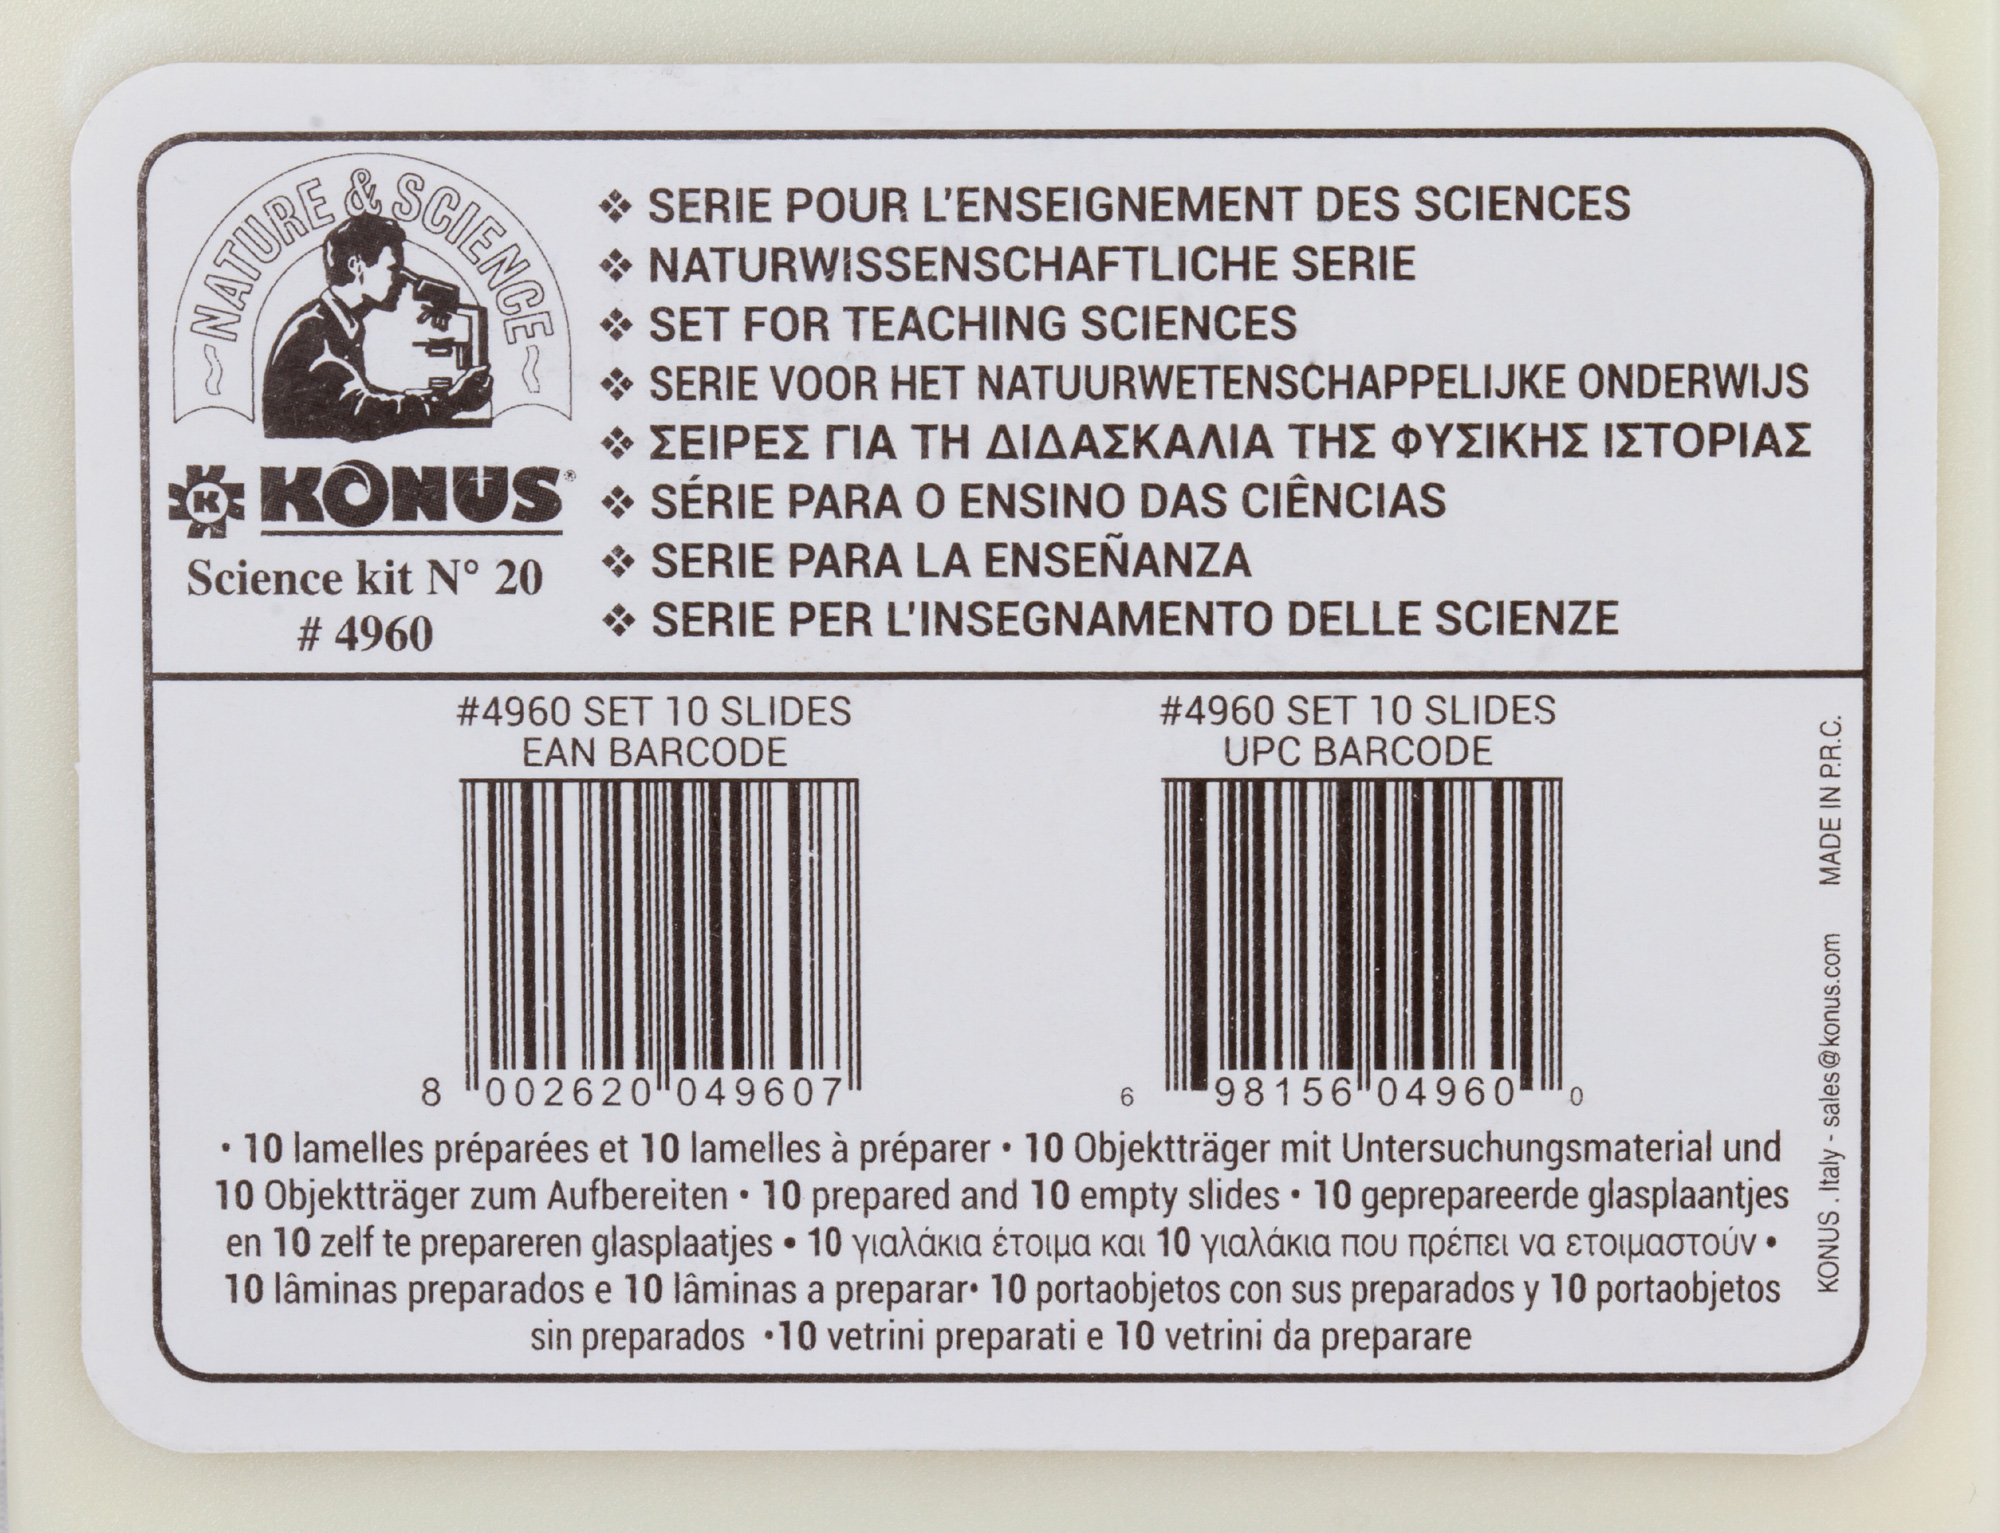 NATURE & SCIENCE
K KONUS®
Science kit N° 20
# 4960
❖ SERIE POUR L'ENSEIGNEMENT DES SCIENCES
❖ NATURWISSENSCHAFTLICHE SERIE
❖ SET FOR TEACHING SCIENCES
❖ SERIE VOOR HET NATUURWETENSCHAPPELIJKE ONDERWIJS
❖ ΣΕΙΡΕΣ ΓΙΑ ΤΗ ΔΙΔΑΣΚΑΛΙΑ ΤΗΣ ΦΥΣΙΚΗΣ ΙΣΤΟΡΙΑΣ
❖ SÉRIE PARA O ENSINO DAS CIÊNCIAS
❖ SERIE PARA LA ENSEÑANZA
❖ SERIE PER L'INSEGNAMENTO DELLE SCIENZE
#4960 SET 10 SLIDES
EAN BARCODE
8 002620 049607
#4960 SET 10 SLIDES
UPC BARCODE
6 98156 04960 0
• 10 lamelles préparées et 10 lamelles à préparer • 10 Objektträger mit Untersuchungsmaterial und
10 Objektträger zum Aufbereiten • 10 prepared and 10 empty slides • 10 geprepareerde glasplaantjes
en 10 zelf te prepareren glasplaatjes • 10 γιαλάκια έτοιμα και 10 γιαλάκια που πρέπει να ετοιμαστούν •
10 lâminas preparados e 10 lâminas a preparar• 10 portaobjetos con sus preparados y 10 portaobjetos
sin preparados •10 vetrini preparati e 10 vetrini da preparare
KONUS . Italy - sales@konus.com MADE IN P.R.C.